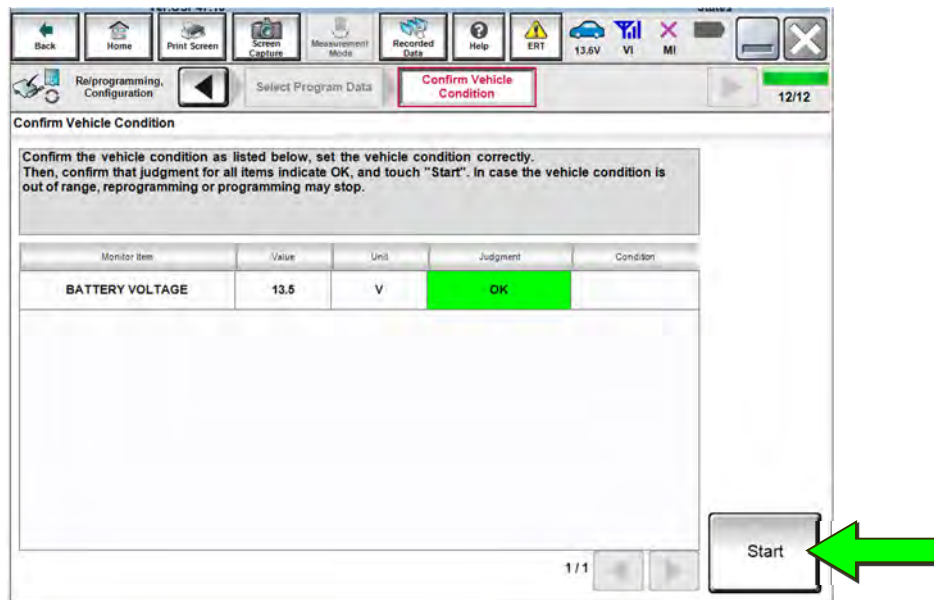 Back
Home
Print Screen
Screen
Capture
Measurement
Mode
Recorded
Data
Help
ERT
13.6V
VI
MI
Re/programming,
Configuration
Select Program Data
Confirm Vehicle
Condition
12/12
Confirm Vehicle Condition
Confirm the vehicle condition as listed below, set the vehicle condition correctly.
Then, confirm that judgment for all items indicate OK, and touch "Start". In case the vehicle condition is
out of range, reprogramming or programming may stop.
Monitor Item Value Unit Judgment Condition
BATTERY VOLTAGE 13.5 V OK
1/1
Start